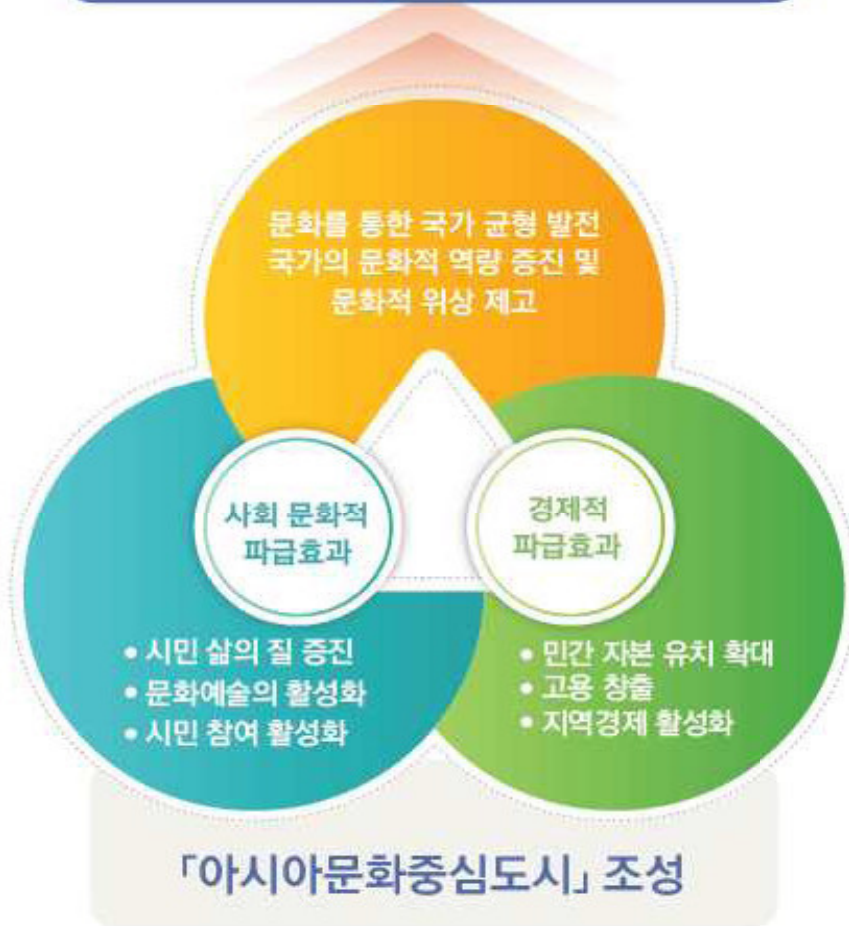 문화를 통한 국가 균형 발전
국가의 문화적 역량 증진 및
문화적 위상 제고
사회 문화적
파급효과
• 시민 삶의 질 증진
• 문화예술의 활성화
• 시민 참여 활성화
경제적
파급효과
• 민간 자본 유치 확대
• 고용 창출
• 지역경제 활성화
「아시아문화중심도시」 조성